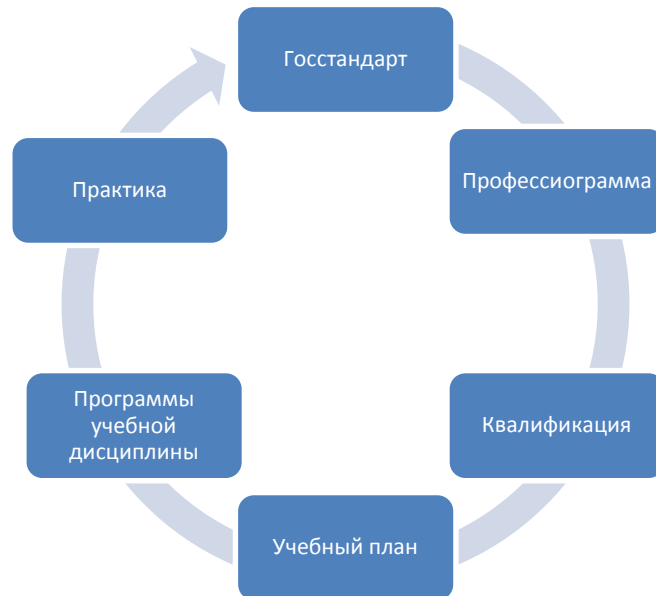 Госстандарт
Профессиограмма
Квалификация
Учебный план
Программы
учебной
дисциплины
Практика